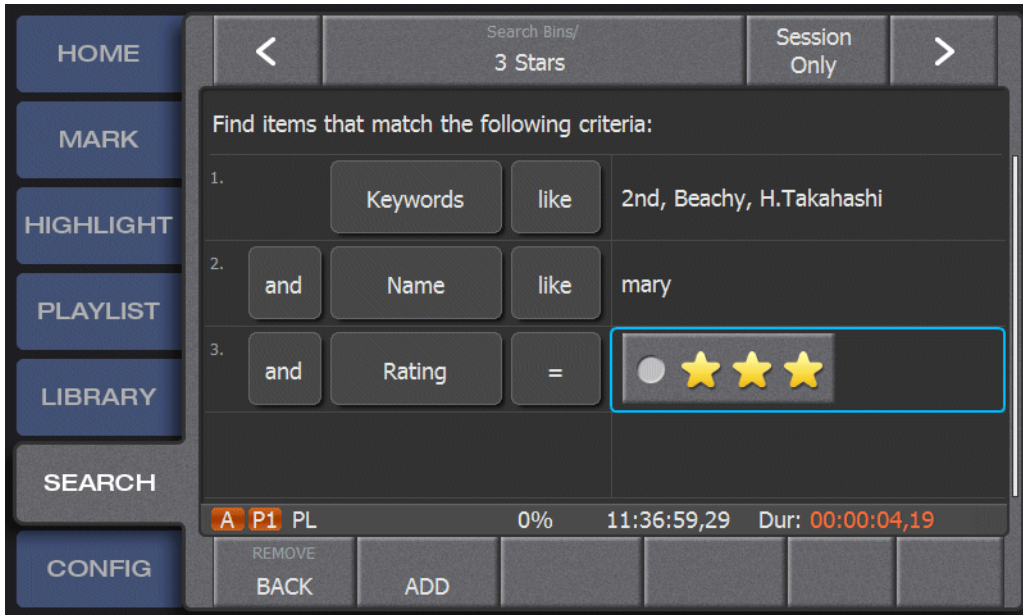 HOME
MARK
HIGHLIGHT
PLAYLIST
LIBRARY
SEARCH
CONFIG
Search Bins/
3 Stars
Session
Only
Find items that match the following criteria:
1. Keywords like 2nd, Beachy, H.Takahashi
2. and Name like mary
3. and Rating =
A P1 PL 0% 11:36:59,29 Dur: 00:00:04,19
REMOVE
BACK ADD